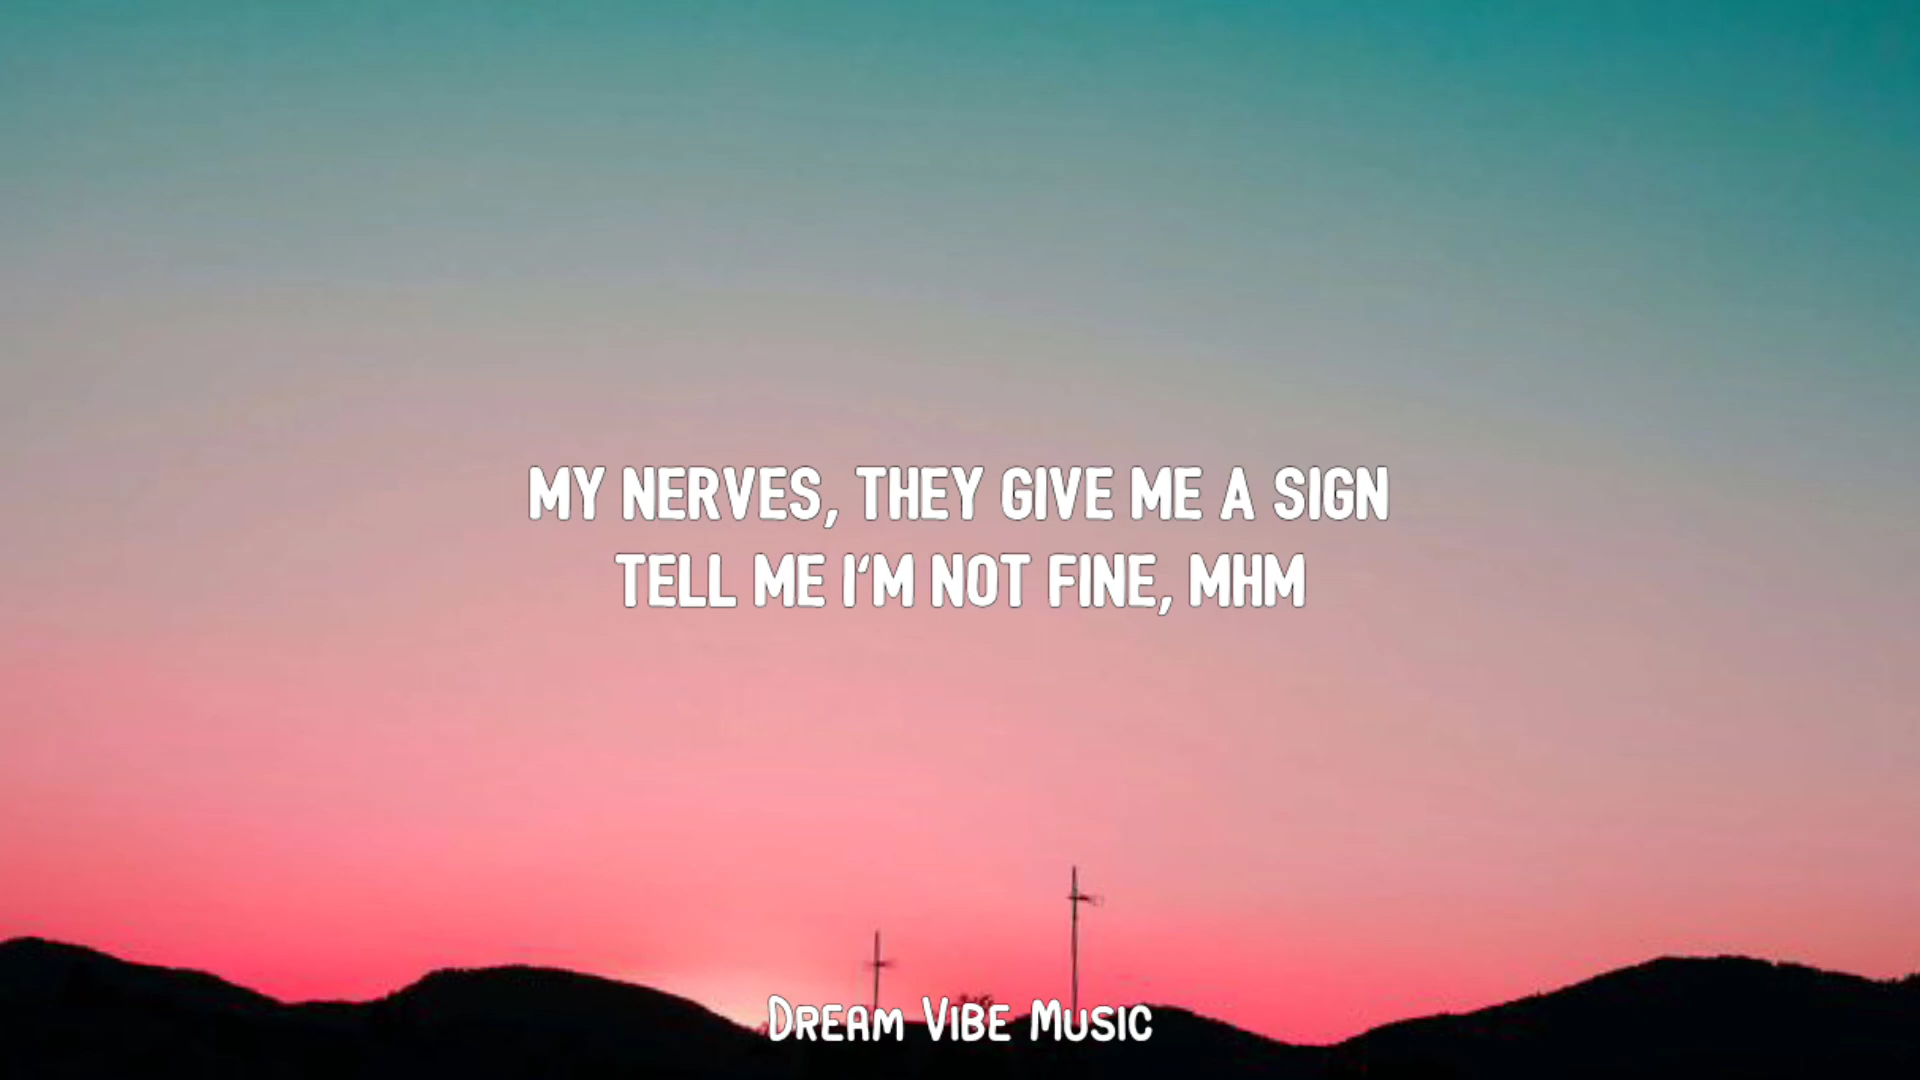 MY NERVES, THEY GIVE ME A SIGN
TELL ME I'M NOT FINE, MHM
DREAM VIBE MUSIC